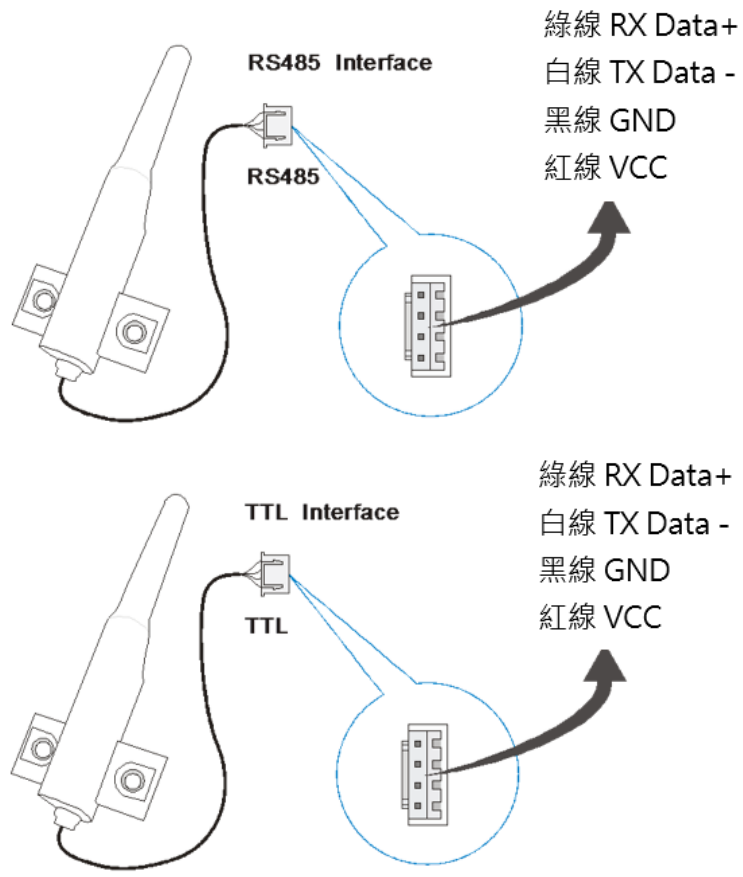 RS485 Interface
RS485
綠線 RX Data+
白線 TX Data -
黑線 GND
紅線 VCC
TTL Interface
TTL
綠線 RX Data+
白線 TX Data -
黑線 GND
紅線 VCC